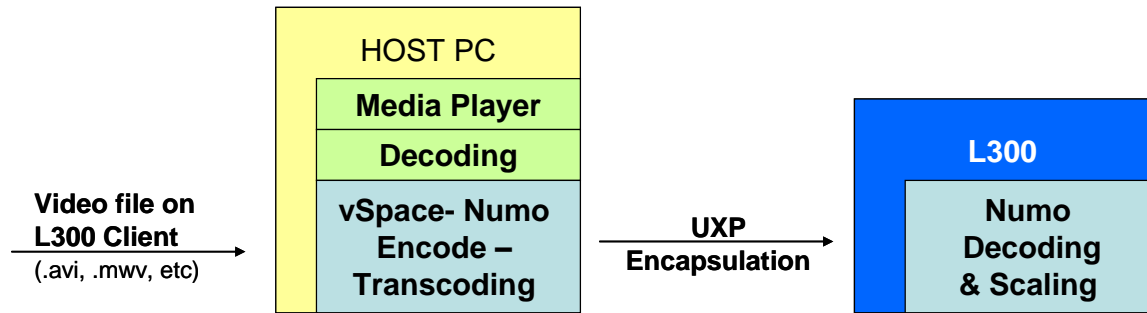 HOST PC
Media Player
Decoding
vSpace- Numo
Encode –
Transcoding
Video file on
L300 Client
(.avi, .mwv, etc)
UXP
Encapsulation
L300
Numo
Decoding
& Scaling